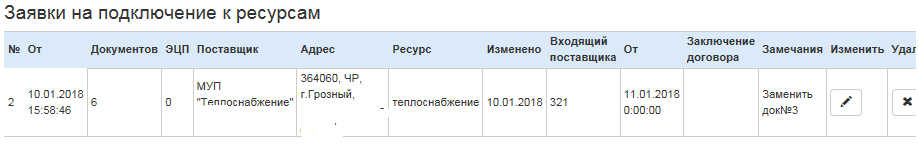 Заявки на подключение к ресурсам
№ От Документов ЭЦП Поставщик Адрес Ресурс Изменено Входящий поставщика От Заключение договора Замечания Изменить Удал
2 10.01.2018 15:58:46 6 0 МУП "Теплоснабжение" 364060, ЧР, г.Грозный, теплоснабжение 10.01.2018 321 11.01.2018 0:00:00 Заменить док№3